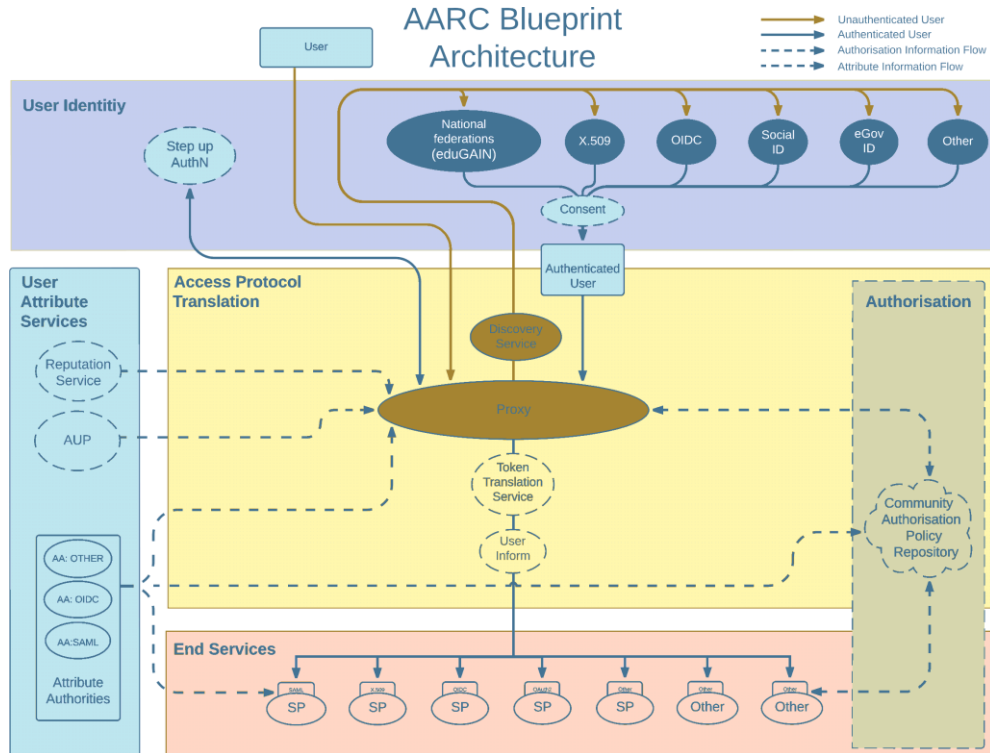 AARC Blueprint
Architecture
Unauthenticated User
Authenticated User
Authorisation Information Flow
Attribute Information Flow
User
User Identitiy
Step up
AuthN
National
federations
(eduGAIN)
X.509
OIDC
Social
ID
eGov
ID
Other
Consent
Authenticated
User
User
Attribute
Services
Access Protocol
Translation
Authorisation
Reputation
Service
Discovery
Service
AUP
Proxy
Token
Translation
Service
User
Inform
Community
Authorisation
Policy
Repository
AA: OTHER
AA: OIDC
AA:SAML
Attribute
Authorities
End Services
SAML
SP
X.509
SP
OIDC
SP
OAuth2
SP
Other
SP
Other
Other
Other
Other